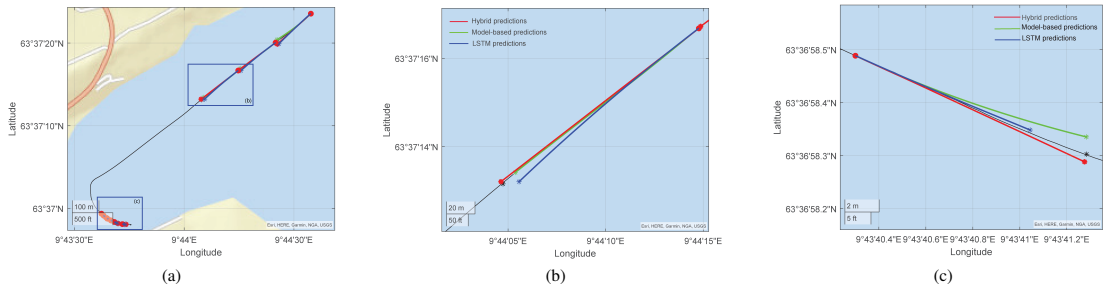 63°37'20"N
63°37'10"N
63°37'N
Latitude
(b)
(c)
100 m
500 ft
Esri, HERE, Garmin, NGA, USGS
9°43'30"E
9°44'E
9°44'30"E
Longitude
(a)
Hybrid predictions
Model-based predictions
LSTM predictions
63°37'16"N
63°37'14"N
Latitude
20 m
50 ft
Esri, HERE, Garmin, NGA, USGS
9°44'05"E
9°44'10"E
9°44'15"E
Longitude
(b)
Hybrid predictions
Model-based predictions
LSTM predictions
63°36'58.5"N
63°36'58.4"N
63°36'58.3"N
63°36'58.2"N
Latitude
2 m
5 ft
Esri, HERE, Garmin, NGA, USGS
9°43'40.4"E
9°43'40.6"E
9°43'40.8"E
9°43'41"E
9°43'41.2"E
Longitude
(c)